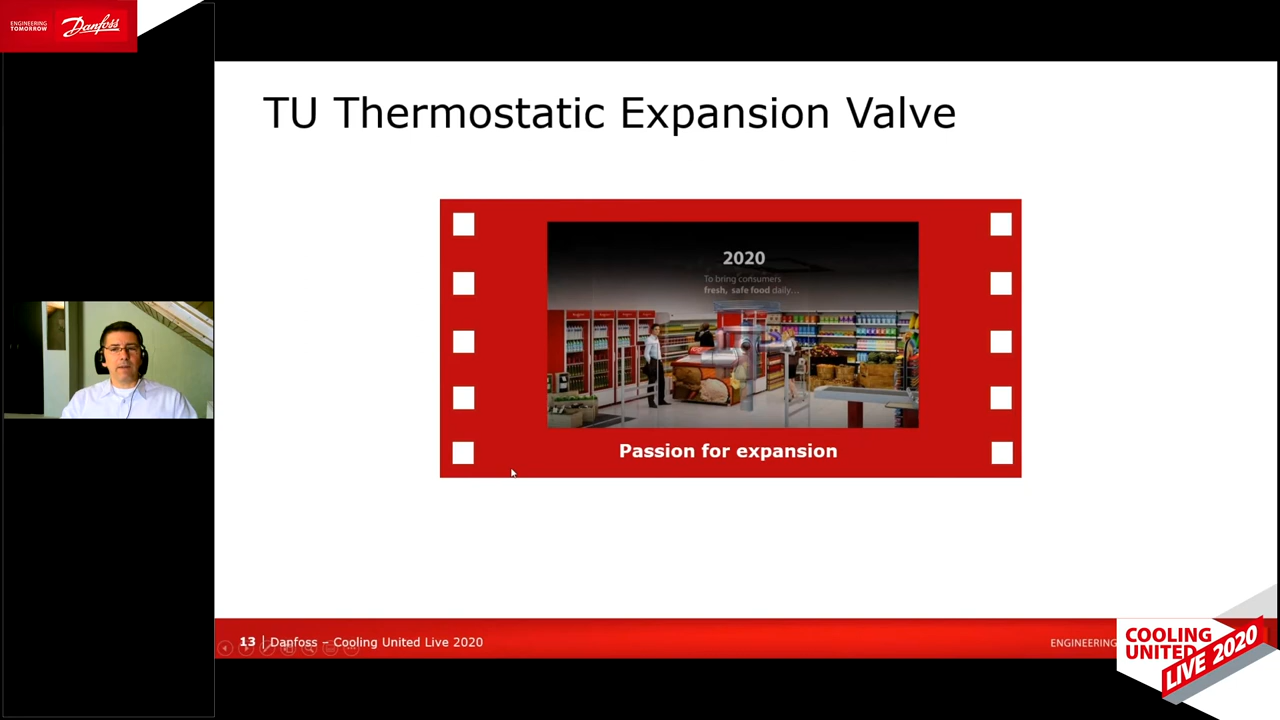 ENGINEERING
TOMORROW
Danfoss
TU Thermostatic Expansion Valve
2020
To bring consumers
fresh, safe food daily...
Passion for expansion
13 | Danfoss – Cooling United Live 2020
ENGINEERING
COOLING
UNITED
LIVE 2020